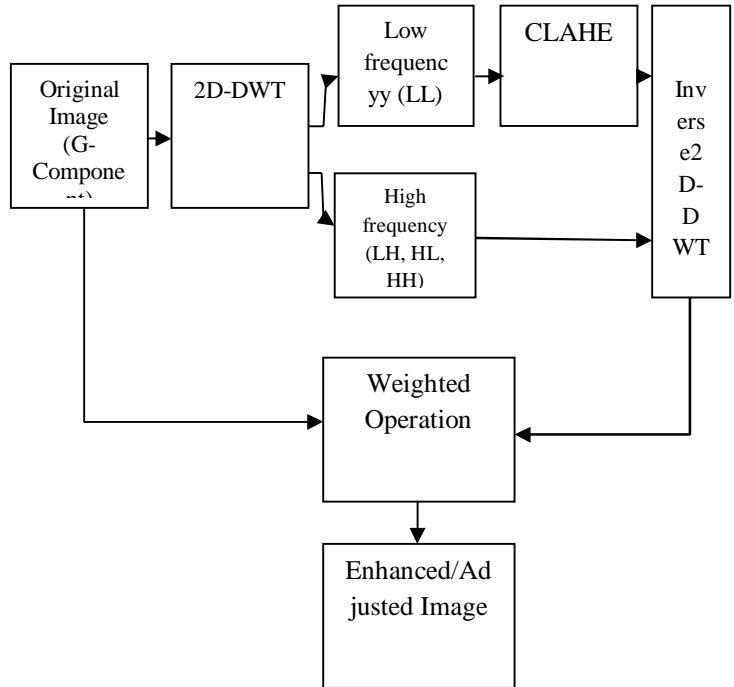 Original
Image
(G-
Compone
nt)
2D-DWT
Low
frequenc
yy (LL)
CLAHE
High
frequency
(LH, HL,
HH)
Inv
ers
e2
D-
D
WT
Weighted
Operation
Enhanced/Ad
justed Image